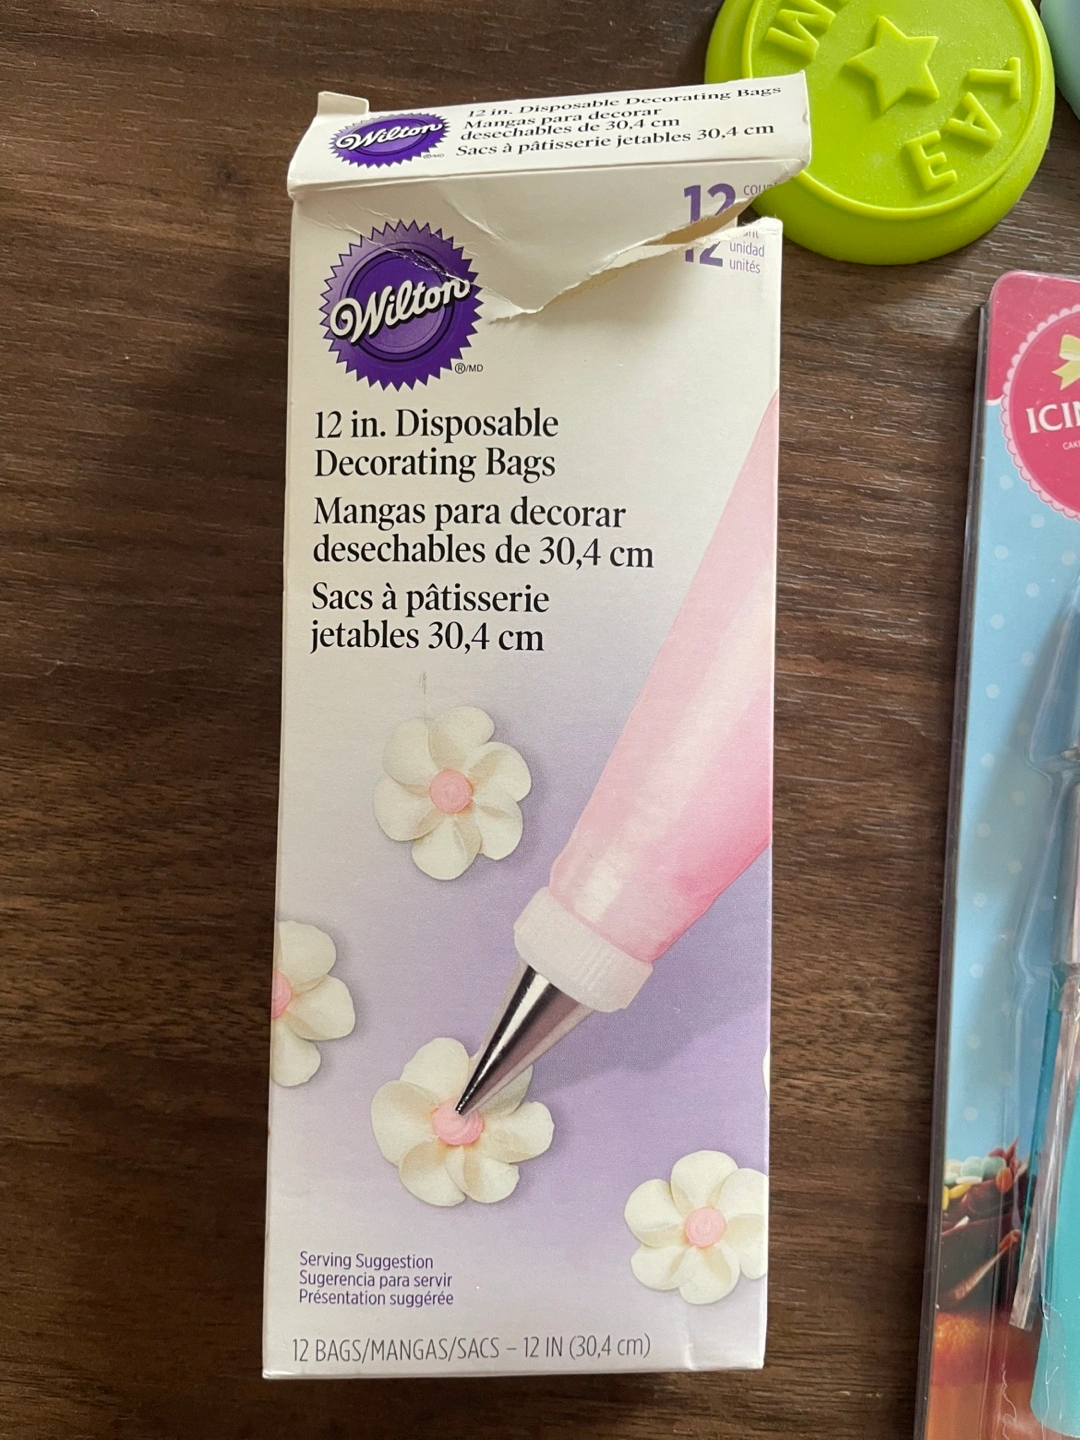 Wilton
®/MD
12 in. Disposable Decorating Bags
Mangas para decorar
desechables de 30,4 cm
Sacs à pâtisserie jetables 30,4 cm
12
12
unidad
unités
Wilton
®/MD
12 in. Disposable
Decorating Bags
Mangas para decorar
desechables de 30,4 cm
Sacs à pâtisserie
jetables 30,4 cm
Serving Suggestion
Sugerencia para servir
Présentation suggérée
12 BAGS/MANGAS/SACS – 12 IN (30,4 cm)